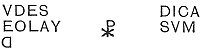 VDES DICA
EOLAY ☧ SVM
ᗡ